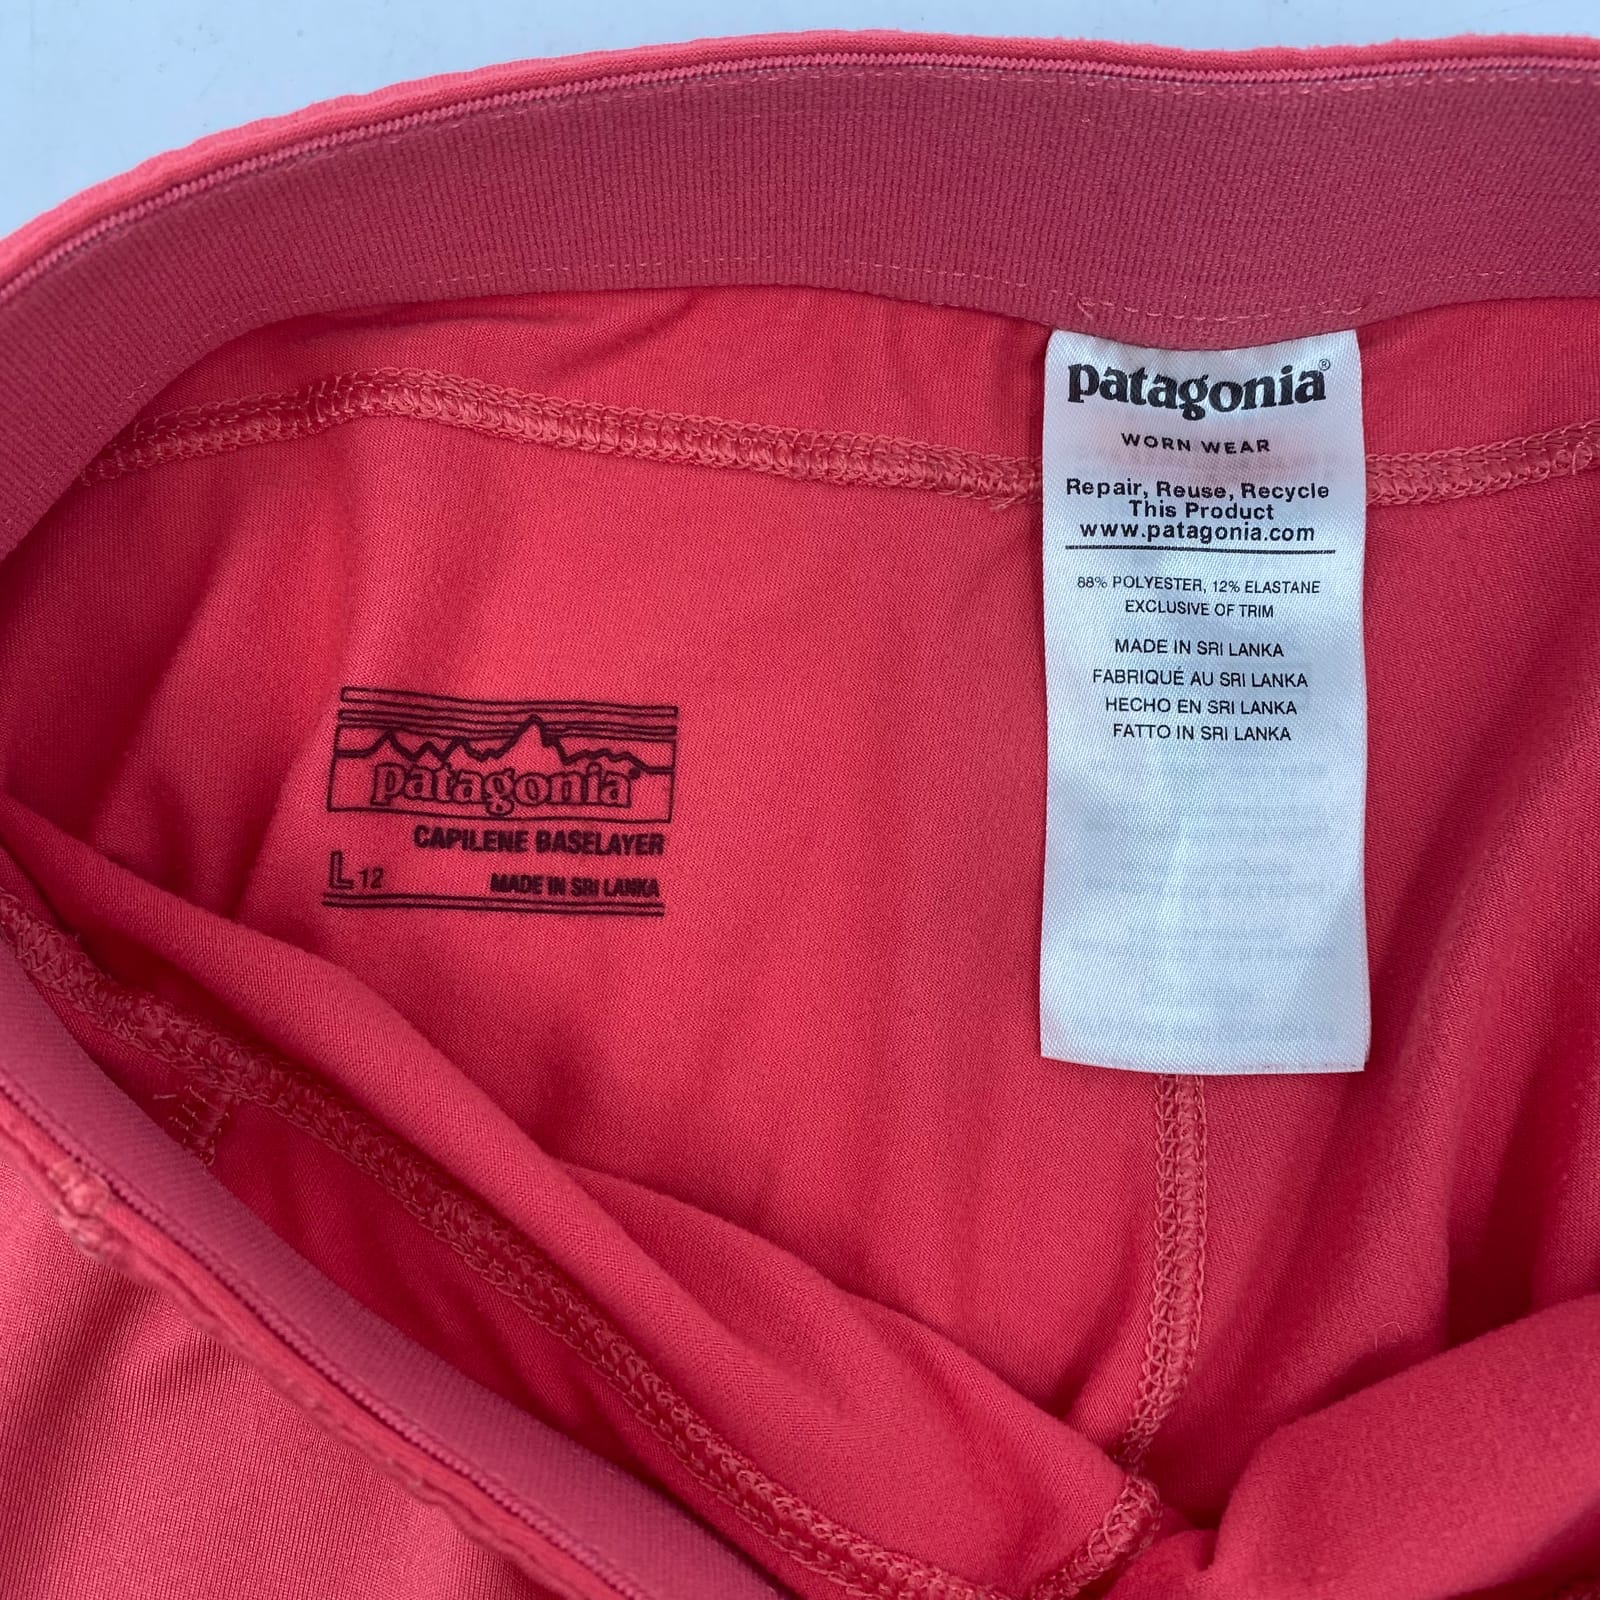 patagonia®
WORN WEAR
Repair, Reuse, Recycle
This Product
www.patagonia.com
88% POLYESTER, 12% ELASTANE
EXCLUSIVE OF TRIM
MADE IN SRI LANKA
FABRIQUÉ AU SRI LANKA
HECHO EN SRI LANKA
FATTO IN SRI LANKA
patagonia
CAPILENE BASELAYER
L 12 MADE IN SRI LANKA